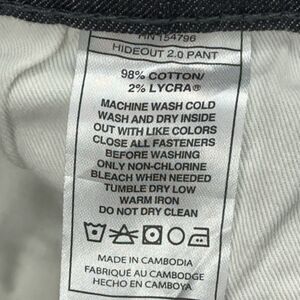 RN 154796
HIDEOUT 2.0 PANT
98% COTTON/
2% LYCRA®
MACHINE WASH COLD
WASH AND DRY INSIDE
OUT WITH LIKE COLORS
CLOSE ALL FASTENERS
BEFORE WASHING
ONLY NON-CHLORINE
BLEACH WHEN NEEDED
TUMBLE DRY LOW
WARM IRON
DO NOT DRY CLEAN
MADE IN CAMBODIA
FABRIQUÉ AU CAMBODGE
HECHO EN CAMBOYA